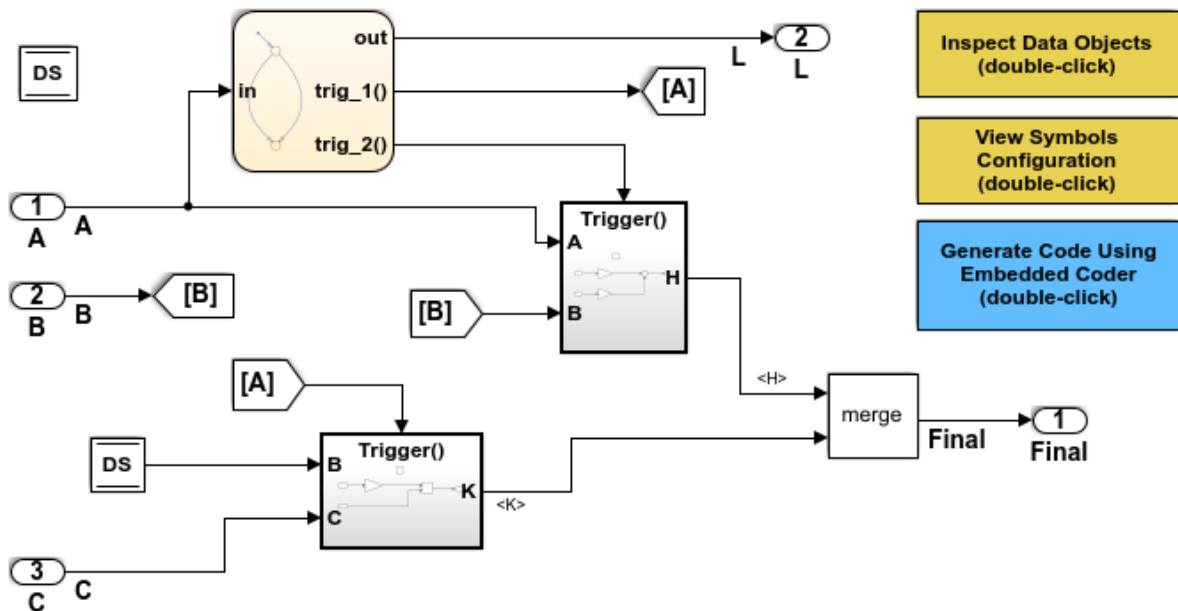 DS
in
out
trig_1()
trig_2()
L
2
L
[A]
Inspect Data Objects
(double-click)
View Symbols
Configuration
(double-click)
Generate Code Using
Embedded Coder
(double-click)
1
A
A
2
B
B
[B]
[B]
Trigger()
A
B
H
<H>
[A]
DS
Trigger()
B
C
K
<K>
3
C
C
merge
Final
1
Final